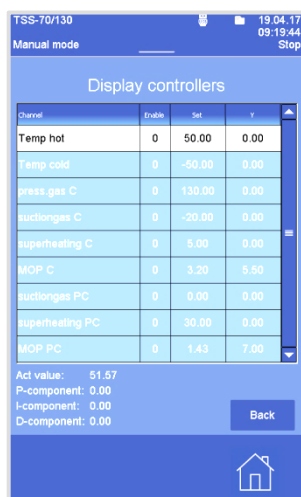 TSS-70/130 19.04.17
09:19:44
Manual mode Stop
Display controllers
Channel Enable Set Y
Temp hot 0 50.00 0.00
Temp cold 0 -50.00 0.00
press.gas C 0 130.00 0.00
suctiongas C 0 -20.00 0.00
superheating C 0 5.00 0.00
MOP C 0 3.20 5.50
suctiongas PC 0 0.00 0.00
superheating PC 0 30.00 0.00
MOP PC 0 1.43 7.00
Act value: 51.57
P-component: 0.00
I-component: 0.00
D-component: 0.00
Back